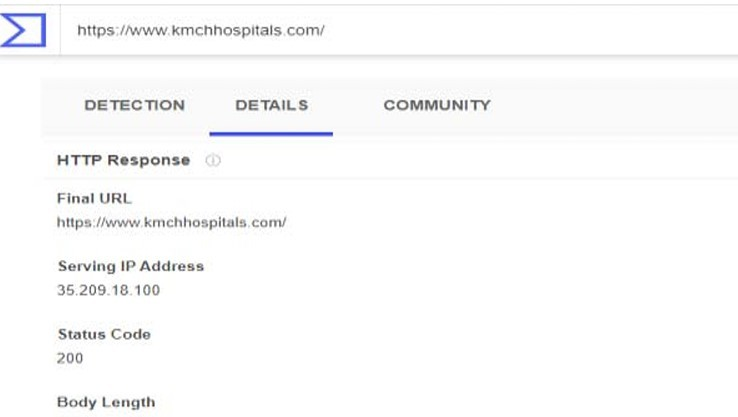 https://www.kmchhospitals.com/
DETECTION DETAILS COMMUNITY
HTTP Response
Final URL
https://www.kmchhospitals.com/
Serving IP Address
35.209.18.100
Status Code
200
Body Length